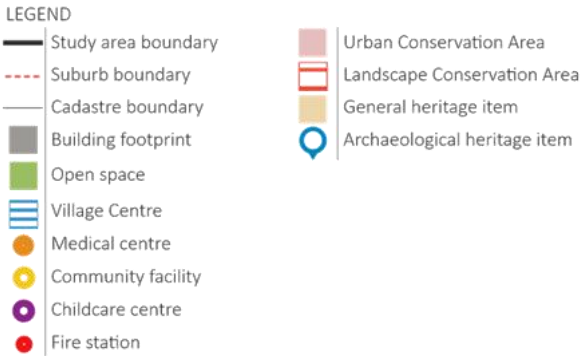 LEGEND
Study area boundary
Suburb boundary
Cadastre boundary
Building footprint
Open space
Village Centre
Medical centre
Community facility
Childcare centre
Fire station
Urban Conservation Area
Landscape Conservation Area
General heritage item
Archaeological heritage item